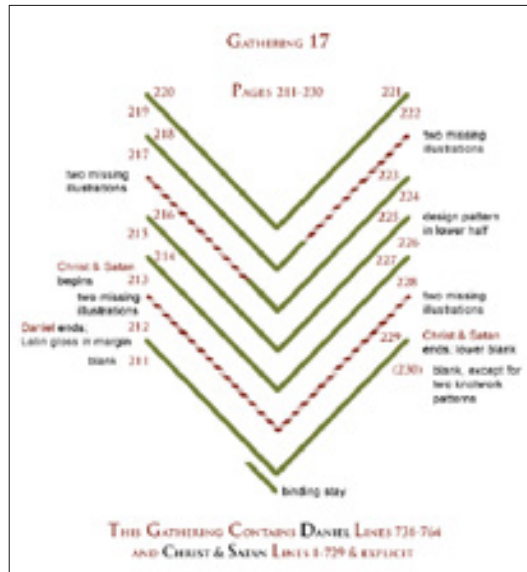 GATHERING 17
PAGES 211-230
220
221
219
222
218
two missing
illustrations
217
two missing
illustrations
223
224
216
225
design pattern
in lower half
215
226
214
227
Christ & Satan
begins
213
228
two missing
illustrations
two missing
illustrations
Daniel ends;
Latin gloss in margin
212
229
Christ & Satan
ends, lower blank
blank
211
(230)
blank, except for
two knotwork
patterns
binding stay
THIS GATHERING CONTAINS DANIEL LINES 731-764
AND CHRIST & SATAN LINES 1-729 & EXPLICIT